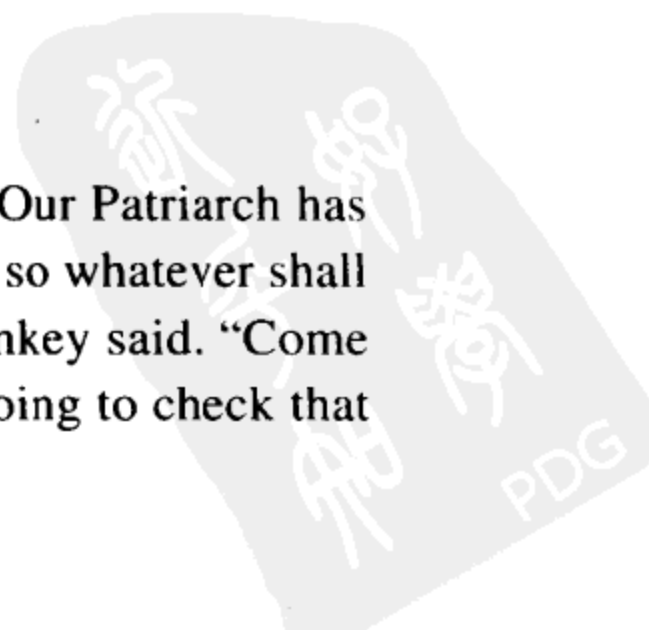 Our Patriarch has
so whatever shall
nkey said. “Come
oing to check that
PDG